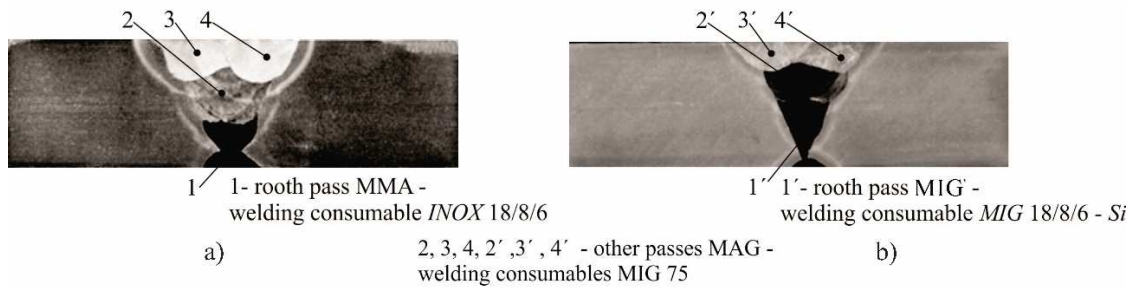 2 3 4
2´ 3´ 4´
1 1- rooth pass MMA -
welding consumable INOX 18/8/6
1´ 1´- rooth pass MIG -
welding consumable MIG 18/8/6 - Si
a)
2, 3, 4, 2´ ,3´ , 4´ - other passes MAG -
welding consumables MIG 75
b)